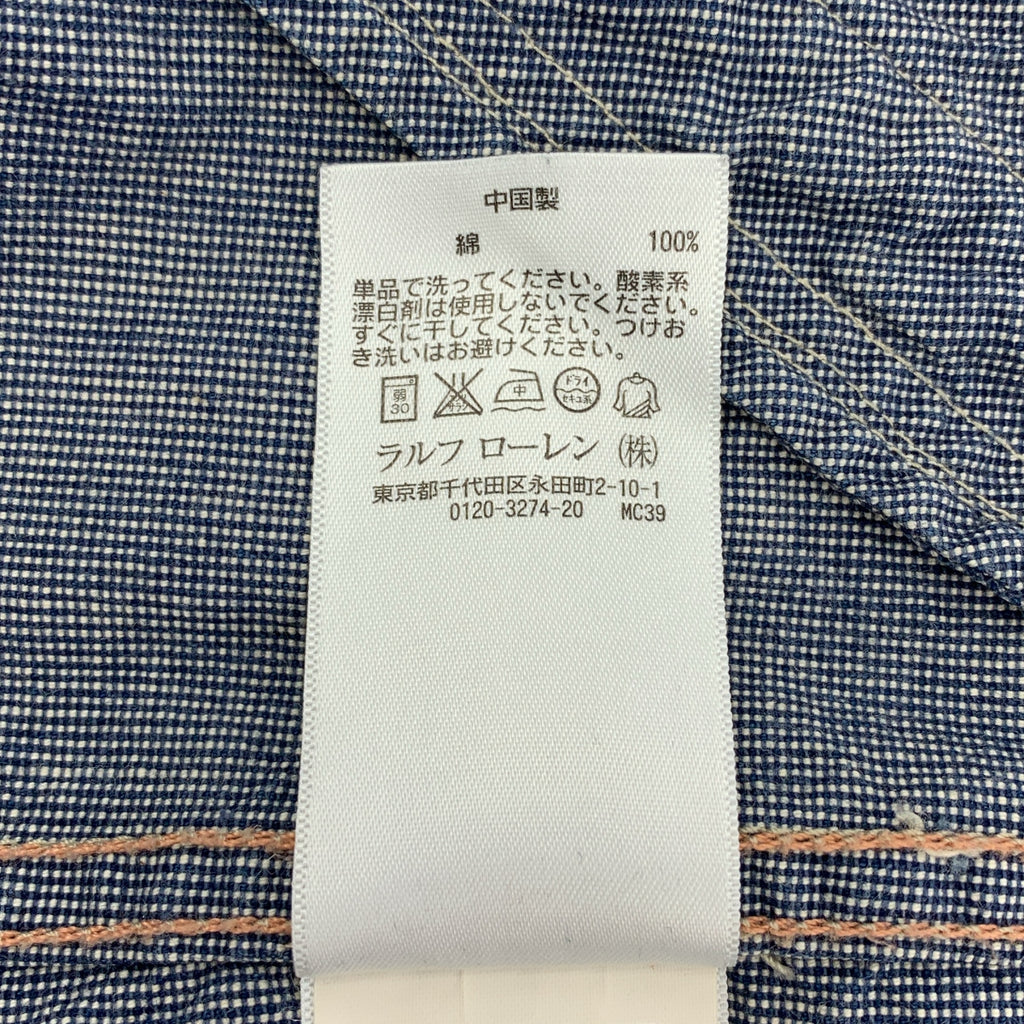 中国製
綿 100%
単品で洗ってください。酸素系
漂白剤は使用しないでください。
すぐに干してください。つけお
き洗いはお避けください。
弱 30 サラシ 中 ドライ セキユ系
ラルフ ローレン (株)
東京都千代田区永田町2-10-1
0120-3274-20 MC39